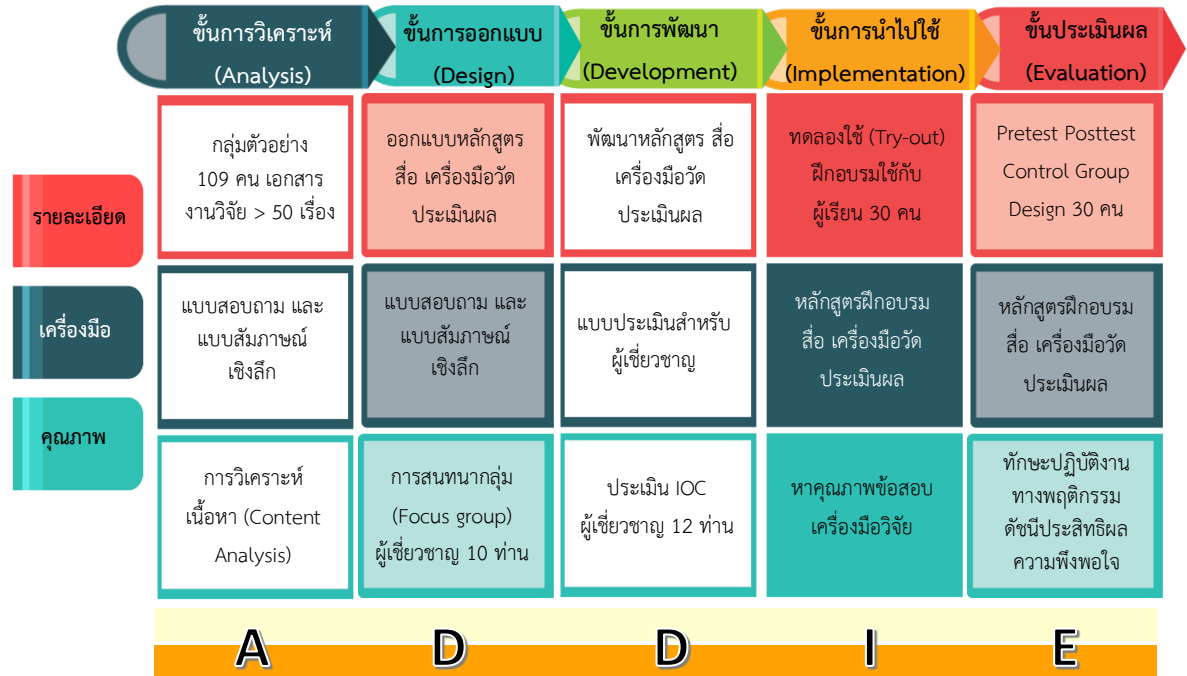 ขั้นการวิเคราะห์
(Analysis)
ขั้นการออกแบบ
(Design)
ขั้นการพัฒนา
(Development)
ขั้นการนำไปใช้
(Implementation)
ขั้นประเมินผล
(Evaluation)
รายละเอียด
กลุ่มตัวอย่าง
109 คน เอกสาร
งานวิจัย > 50 เรื่อง
ออกแบบหลักสูตร
สื่อ เครื่องมือวัด
ประเมินผล
พัฒนาหลักสูตร สื่อ
เครื่องมือวัด
ประเมินผล
ทดลองใช้ (Try-out)
ฝึกอบรมใช้กับ
ผู้เรียน 30 คน
Pretest Posttest
Control Group
Design 30 คน
เครื่องมือ
แบบสอบถาม และ
แบบสัมภาษณ์
เชิงลึก
แบบสอบถาม และ
แบบสัมภาษณ์
เชิงลึก
แบบประเมินสำหรับ
ผู้เชี่ยวชาญ
หลักสูตรฝึกอบรม
สื่อ เครื่องมือวัด
ประเมินผล
หลักสูตรฝึกอบรม
สื่อ เครื่องมือวัด
ประเมินผล
คุณภาพ
การวิเคราะห์
เนื้อหา (Content
Analysis)
การสนทนากลุ่ม
(Focus group)
ผู้เชี่ยวชาญ 10 ท่าน
ประเมิน IOC
ผู้เชี่ยวชาญ 12 ท่าน
หาคุณภาพข้อสอบ
เครื่องมือวิจัย
ทักษะปฏิบัติงาน
ทางพฤติกรรม
ดัชนีประสิทธิผล
ความพึงพอใจ
A D D I E